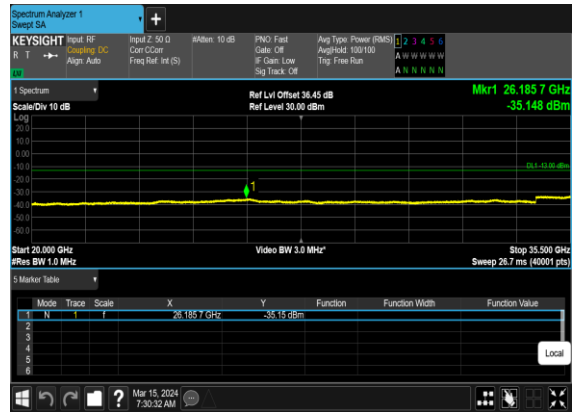 Spectrum Analyzer 1
Swept SA
+
KEYSIGHT Input: RF Input Z: 50 Ω #Atten: 10 dB PNO: Fast Avg Type: Power (RMS) 1 2 3 4 5 6
R T Coupling: DC Corr CCorr Gate: Off Avg|Hold: 100/100 A W W W W W
Align: Auto Freq Ref: Int (S) IF Gain: Low Trig: Free Run
Sig Track: Off A N N N N N
1 Spectrum Ref Lvl Offset 36.45 dB Mkr1 26.185 7 GHz
Scale/Div 10 dB Ref Level 30.00 dBm -35.148 dBm
Log
20.0
10.0
0.00
-10.0 DL1 -13.00 dBm
-20.0
-30.0 1
-40.0
-50.0
-60.0
Start 20.000 GHz Video BW 3.0 MHz* Stop 35.500 GHz
#Res BW 1.0 MHz Sweep 26.7 ms (40001 pts)
5 Marker Table
Mode Trace Scale X Y Function Function Width Function Value
1 N 1 f 26.185 7 GHz -35.15 dBm
2
3
4
5
6
Local
? Mar 15, 2024
7:30:32 AM